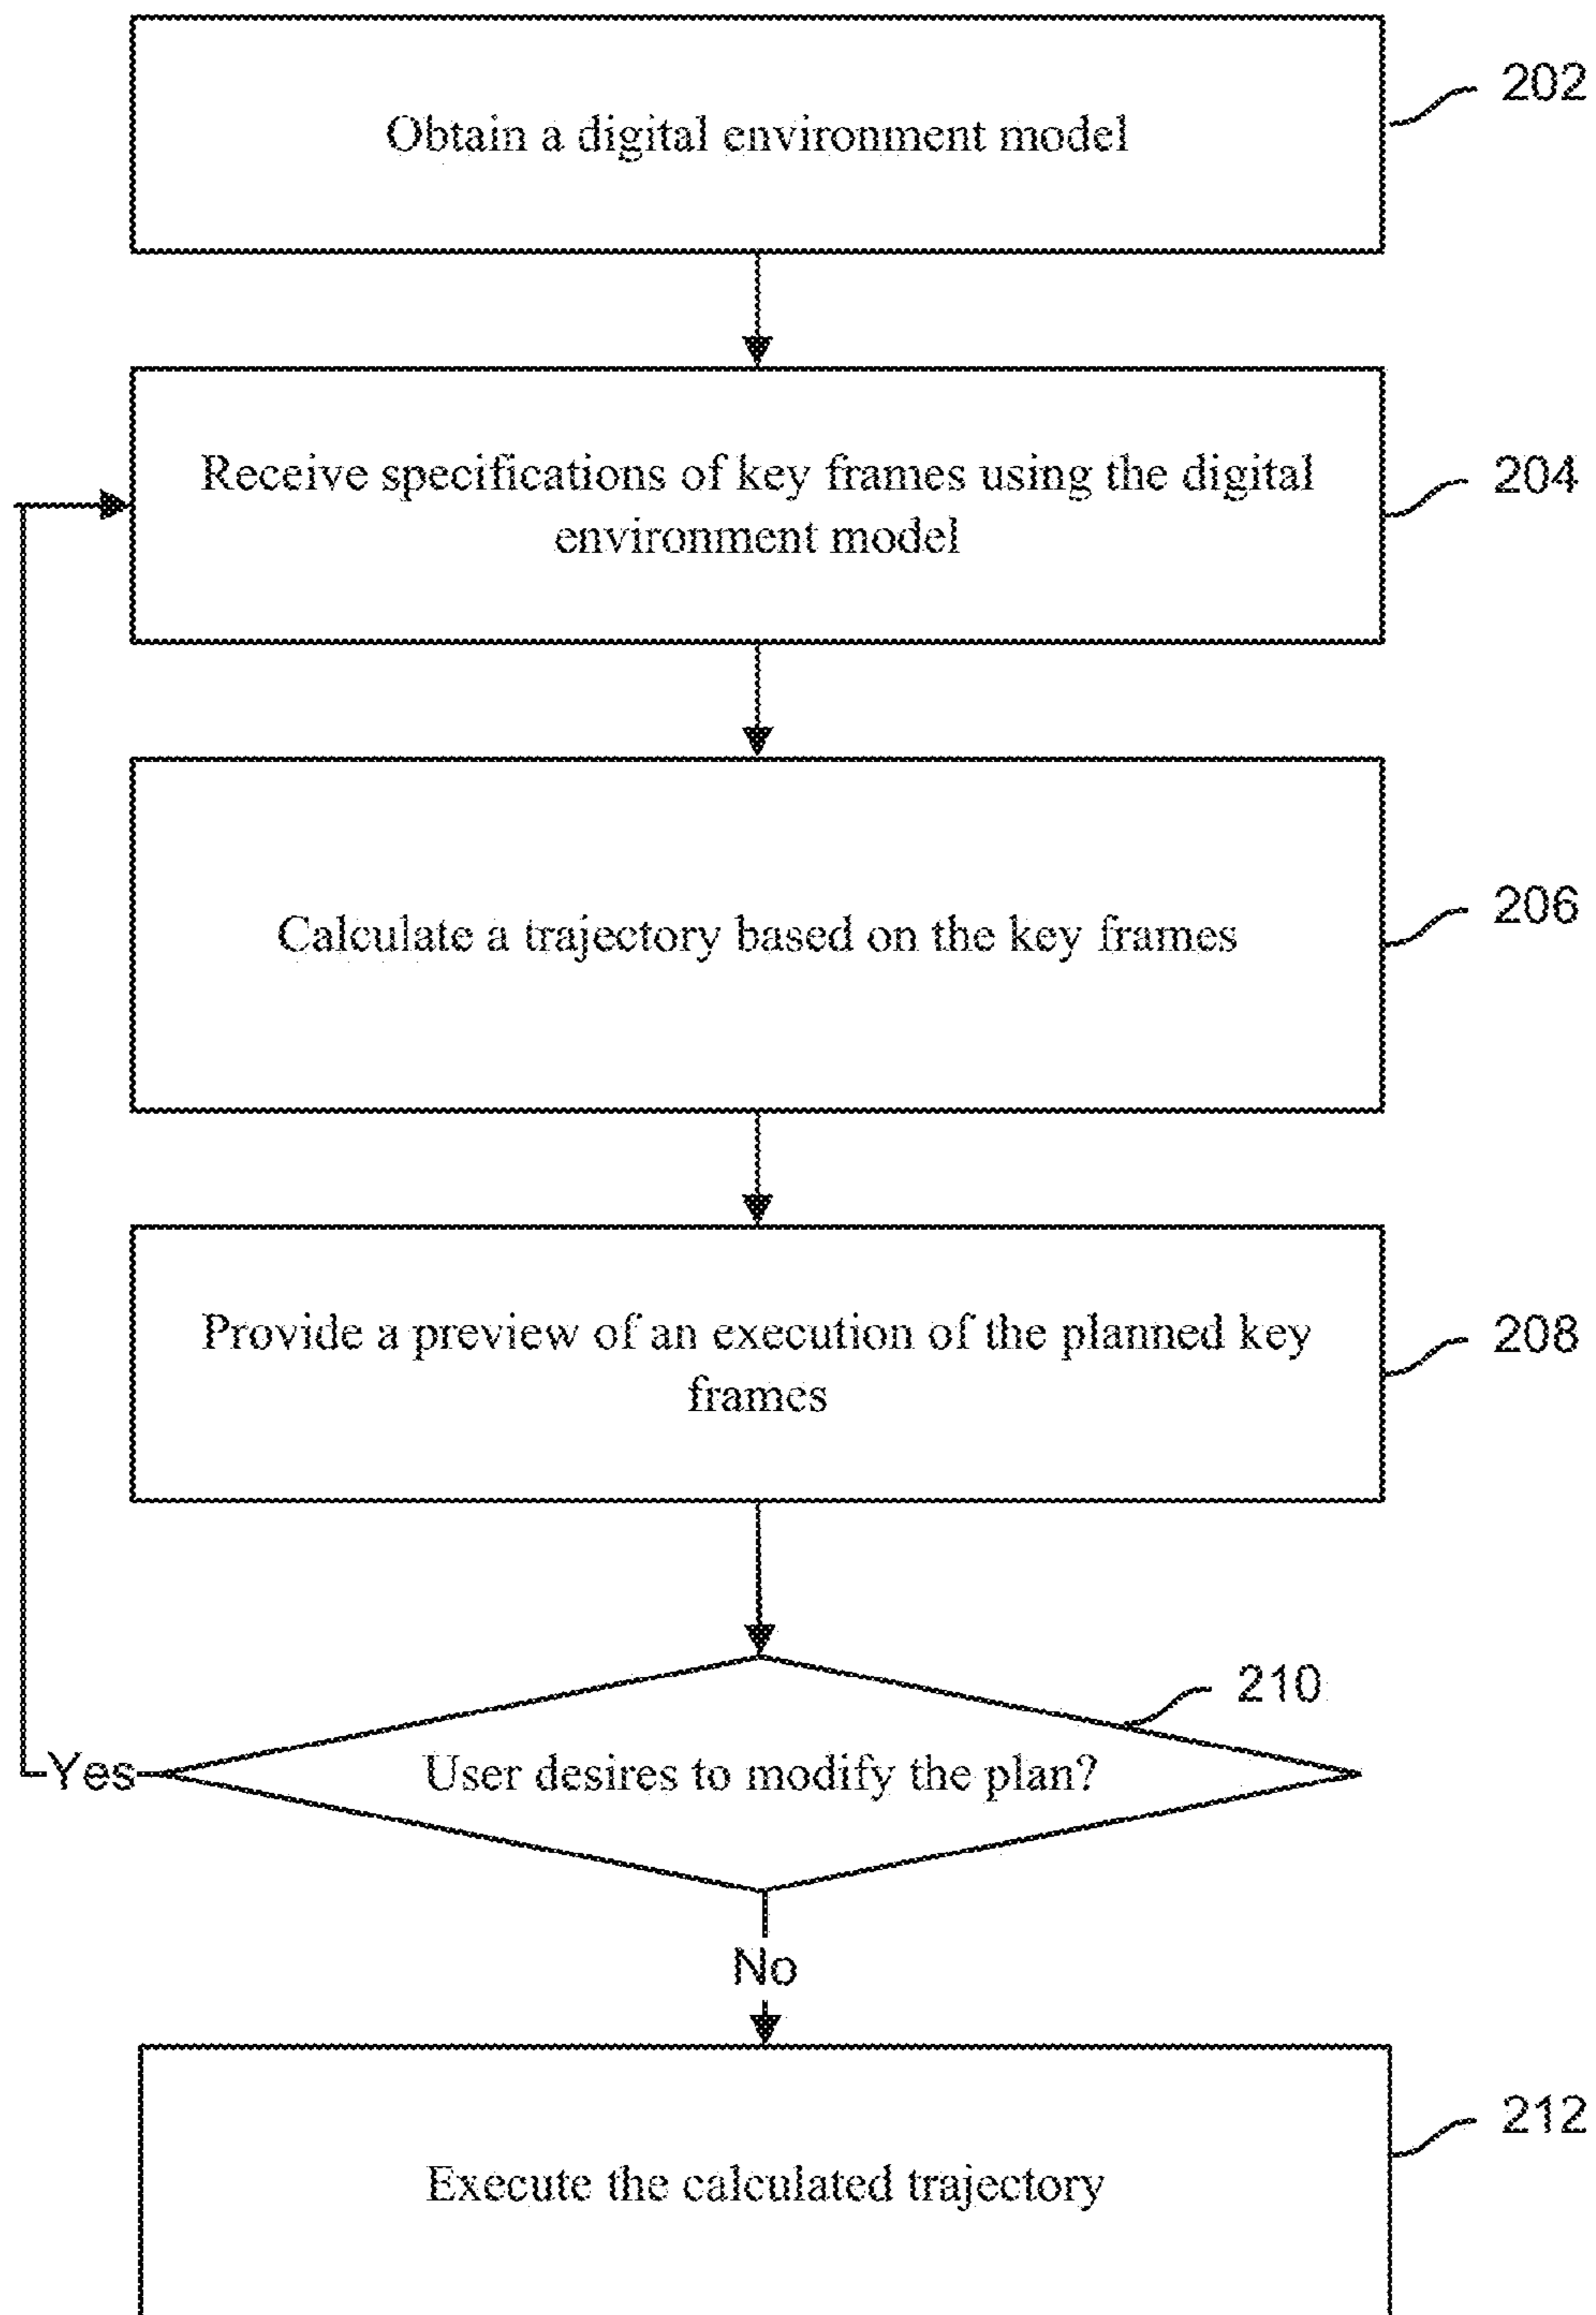 202
Obtain a digital environment model
204
Receive specifications of key frames using the digital
environment model
206
Calculate a trajectory based on the key frames
208
Provide a preview of an execution of the planned key
frames
210
User desires to modify the plan?
Yes
No
212
Execute the calculated trajectory